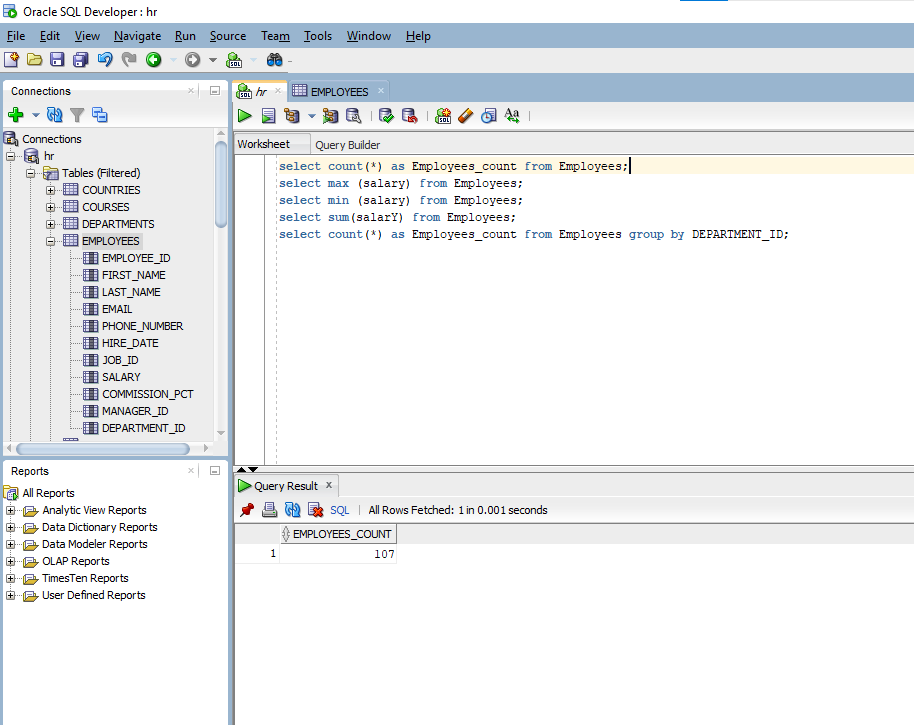 Oracle SQL Developer : hr
File Edit View Navigate Run Source Team Tools Window Help
Connections
Connections
hr
Tables (Filtered)
COUNTRIES
COURSES
DEPARTMENTS
EMPLOYEES
EMPLOYEE_ID
FIRST_NAME
LAST_NAME
EMAIL
PHONE_NUMBER
HIRE_DATE
JOB_ID
SALARY
COMMISSION_PCT
MANAGER_ID
DEPARTMENT_ID
Reports
All Reports
Analytic View Reports
Data Dictionary Reports
Data Modeler Reports
OLAP Reports
TimesTen Reports
User Defined Reports
hr EMPLOYEES
Worksheet Query Builder
select count(*) as Employees_count from Employees;
select max (salary) from Employees;
select min (salary) from Employees;
select sum(salarY) from Employees;
select count(*) as Employees_count from Employees group by DEPARTMENT_ID;
Query Result
SQL | All Rows Fetched: 1 in 0.001 seconds
EMPLOYEES_COUNT
1 107